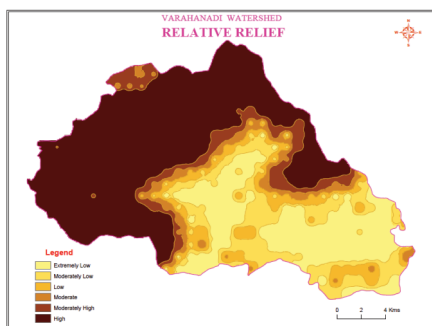 VARAHANADI WATERSHED
RELATIVE RELIEF
N
W
E
S
Legend
Extremely Low
Moderately Low
Low
Moderate
Moderately High
High
0 2 4 Kms